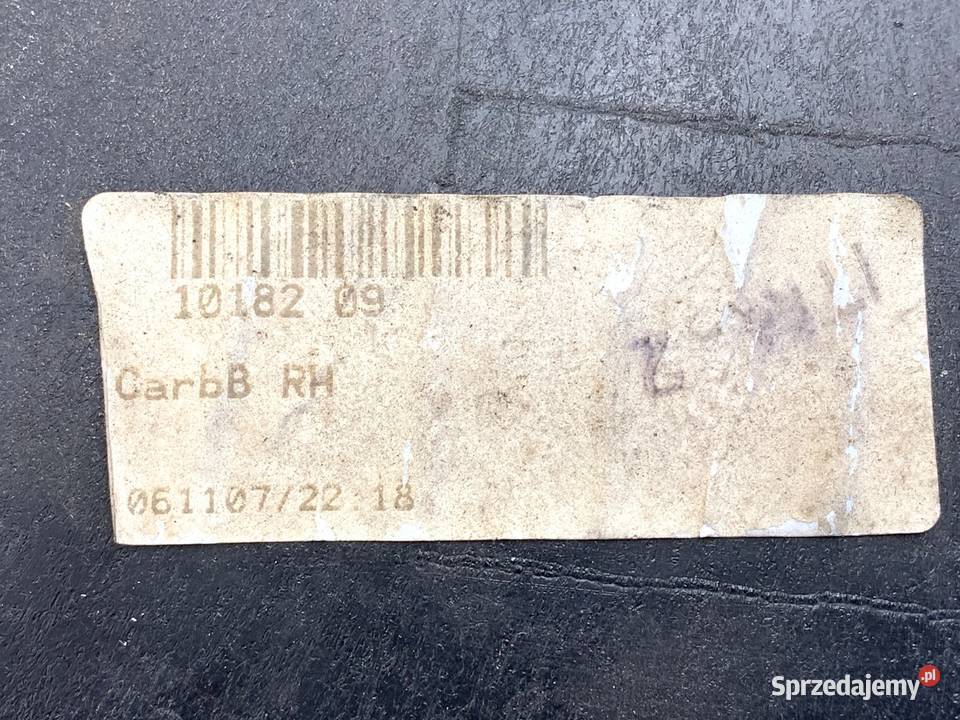 10182 09
CarbB RH
061107/22:18
Sprzedajemy.pl